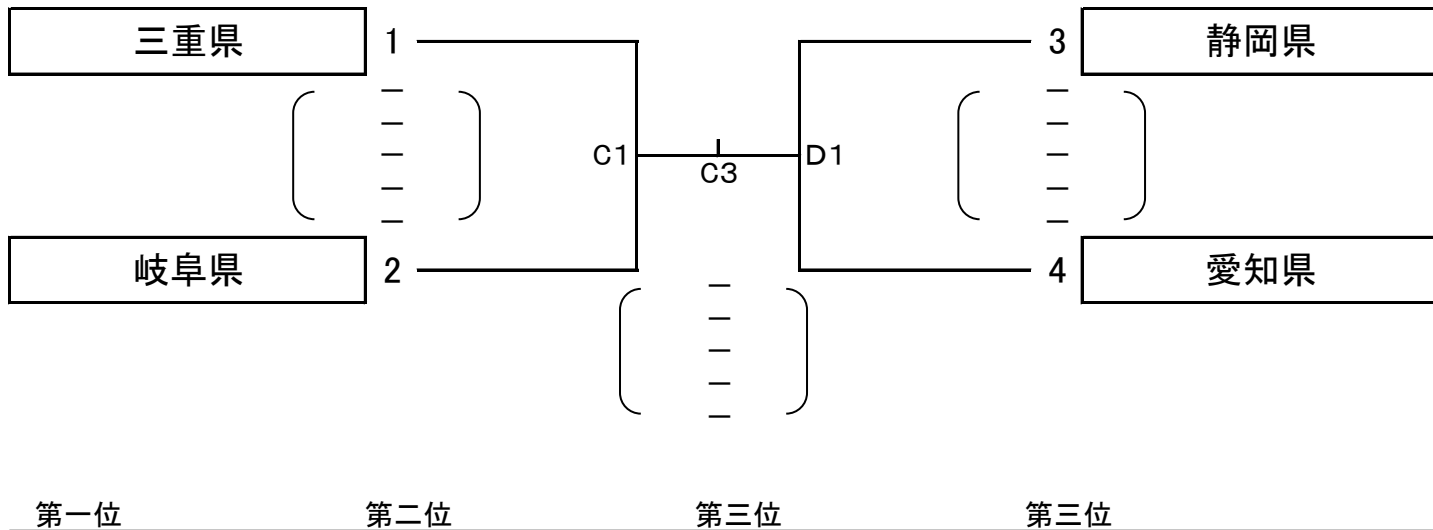 三重県 1 3 静岡県
— — — —
C1 C3 D1
— —
— —
— —
岐阜県 2 4 愛知県
—
—
—
—
—
第一位 第二位 第三位 第三位